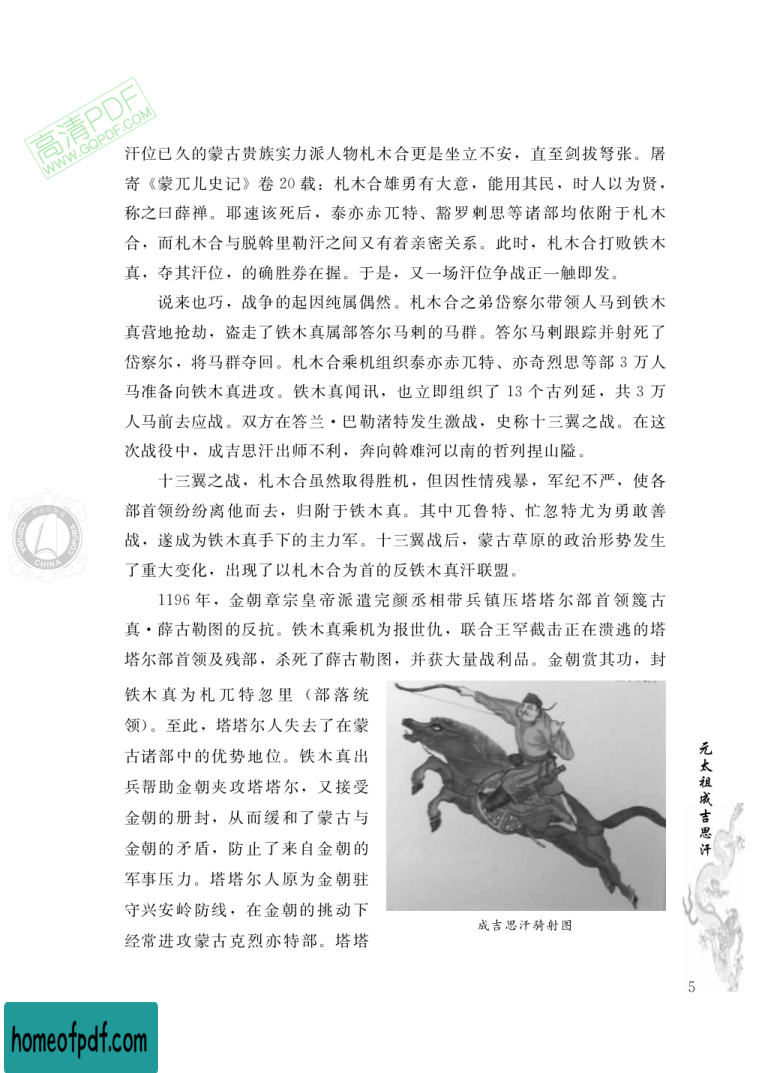 高清PDF
WWW.GQPDF.COM
汗位已久的蒙古贵族实力派人物札木合更是坐立不安，直至剑拔弩张。屠
寄《蒙兀儿史记》卷 20 载：札木合雄勇有大意，能用其民，时人以为贤，
称之曰薛禅。耶速该死后，泰亦赤兀特、豁罗剌思等诸部均依附于札木
合，而札木合与脱斡里勒汗之间又有着亲密关系。此时，札木合打败铁木
真，夺其汗位，的确胜券在握。于是，又一场汗位争战正一触即发。
说来也巧，战争的起因纯属偶然。札木合之弟岱察尔带领人马到铁木
真营地抢劫，盗走了铁木真属部答尔马剌的马群。答尔马剌跟踪并射死了
岱察尔，将马群夺回。札木合乘机组织泰亦赤兀特、亦奇烈思等部 3 万人
马准备向铁木真进攻。铁木真闻讯，也立即组织了 13 个古列延，共 3 万
人马前去应战。双方在答兰·巴勒渚特发生激战，史称十三翼之战。在这
次战役中，成吉思汗出师不利，奔向斡难河以南的哲列捏山隘。
十三翼之战，札木合虽然取得胜机，但因性情残暴，军纪不严，使各
部首领纷纷离他而去，归附于铁木真。其中兀鲁特、忙忽特尤为勇敢善
战，遂成为铁木真手下的主力军。十三翼战后，蒙古草原的政治形势发生
了重大变化，出现了以札木合为首的反铁木真汗联盟。
1196 年，金朝章宗皇帝派遣完颜丞相带兵镇压塔塔尔部首领篾古
真·薛古勒图的反抗。铁木真乘机为报世仇，联合王罕截击正在溃逃的塔
塔尔部首领及残部，杀死了薛古勒图，并获大量战利品。金朝赏其功，封
铁木真为札兀特忽里（部落统
领）。至此，塔塔尔人失去了在蒙
古诸部中的优势地位。铁木真出
兵帮助金朝夹攻塔塔尔，又接受
金朝的册封，从而缓和了蒙古与
金朝的矛盾，防止了来自金朝的
军事压力。塔塔尔人原为金朝驻
守兴安岭防线，在金朝的挑动下
经常进攻蒙古克烈亦特部。塔塔
成吉思汗骑射图
元太祖成吉思汗
5
CHINA
homeofpdf.com